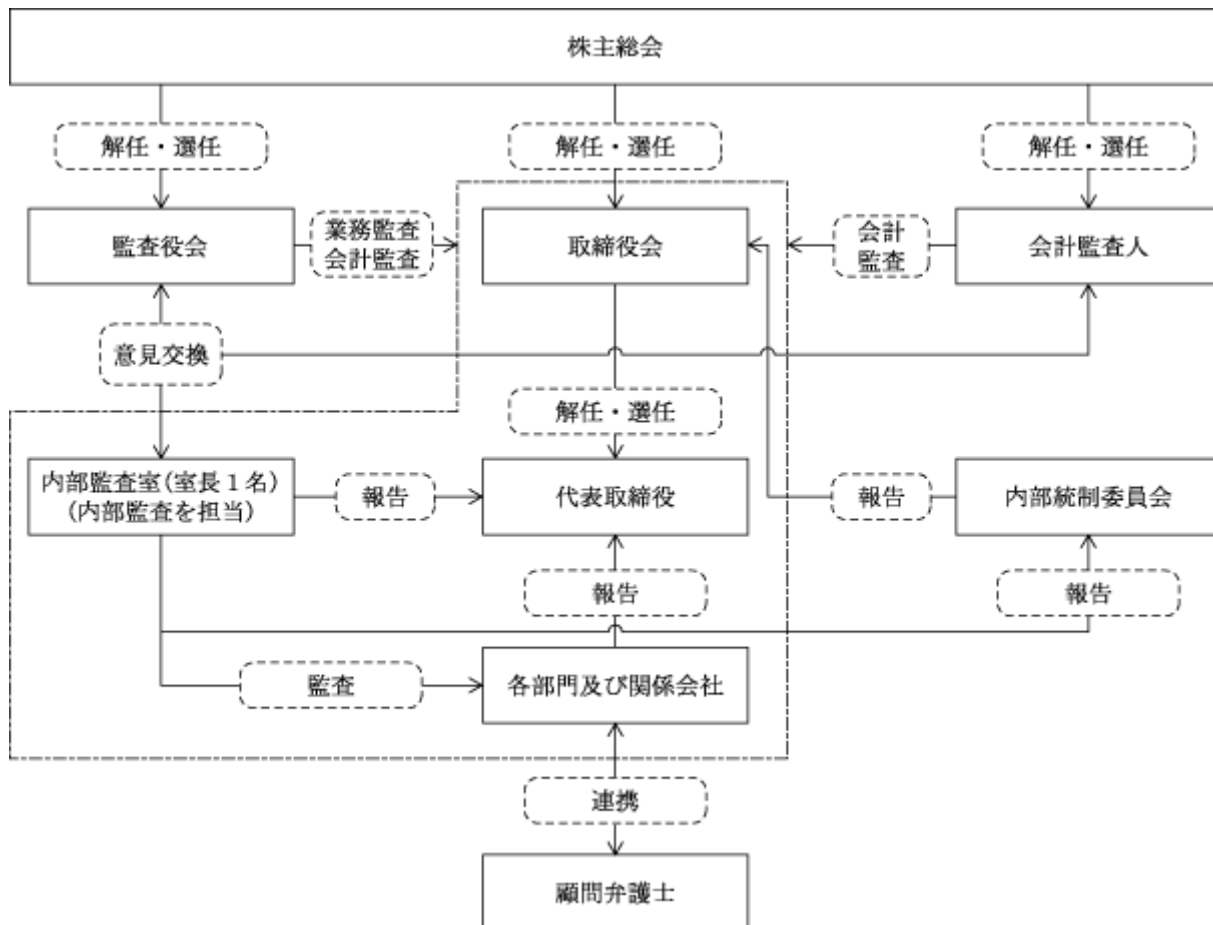 株主総会
解任・選任
解任・選任
解任・選任
監査役会
業務監査
会計監査
取締役会
会計
監査
会計監査人
意見交換
解任・選任
内部監査室(室長1名)
(内部監査を担当)
報告
代表取締役
報告
内部統制委員会
報告
報告
監査
各部門及び関係会社
連携
顧問弁護士